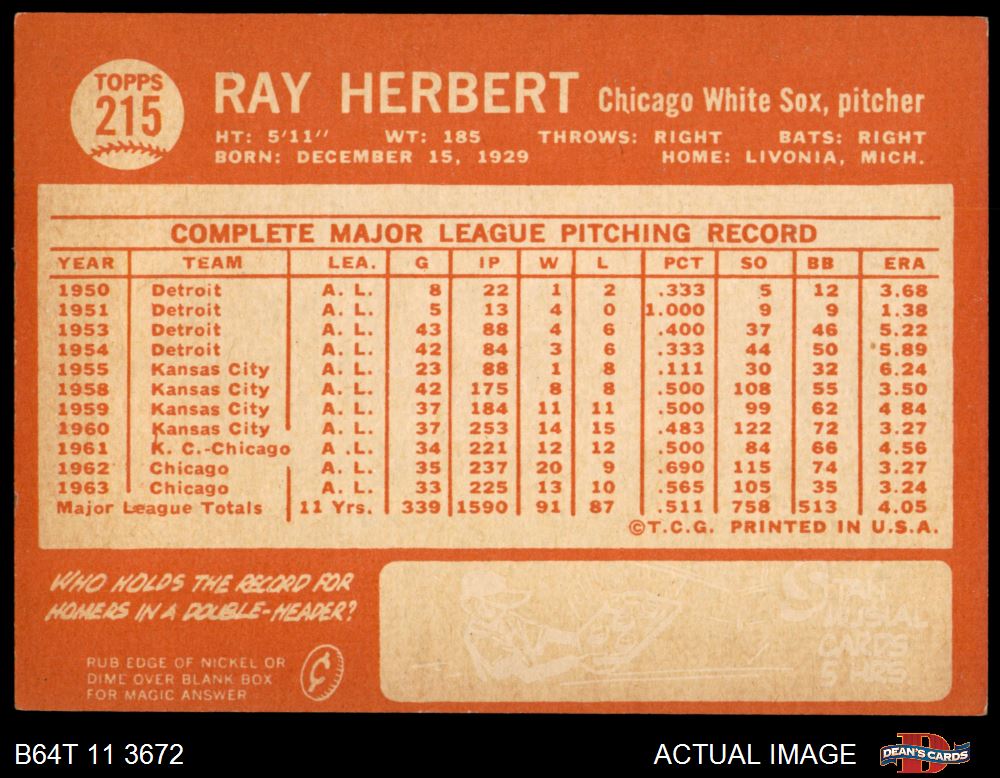 TOPPS
215
RAY HERBERT Chicago White Sox, pitcher
HT: 5'11" WT: 185 THROWS: RIGHT BATS: RIGHT
BORN: DECEMBER 15, 1929 HOME: LIVONIA, MICH.
COMPLETE MAJOR LEAGUE PITCHING RECORD
YEAR TEAM LEA. G IP W L PCT SO BB ERA
1950 Detroit A. L. 8 22 1 2 .333 5 12 3.68
1951 Detroit A. L. 5 13 4 0 1.000 9 9 1.38
1953 Detroit A. L. 43 88 4 6 .400 37 46 5.22
1954 Detroit A. L. 42 84 3 6 .333 44 50 5.89
1955 Kansas City A. L. 23 88 1 8 .111 30 32 6.24
1958 Kansas City A. L. 42 175 8 8 .500 108 55 3.50
1959 Kansas City A. L. 37 184 11 11 .500 99 62 4 84
1960 Kansas City A. L. 37 253 14 15 .483 122 72 3.27
1961 K. C.-Chicago A .L. 34 221 12 12 .500 84 66 4.56
1962 Chicago A. L. 35 237 20 9 .690 115 74 3.27
1963 Chicago A. L. 33 225 13 10 .565 105 35 3.24
Major League Totals 11 Yrs. 339 1590 91 87 .511 758 513 4.05
©T.C.G. PRINTED IN U.S.A.
WHO HOLDS THE RECORD FOR
HOMERS IN A DOUBLE-HEADER?
RUB EDGE OF NICKEL OR
DIME OVER BLANK BOX
FOR MAGIC ANSWER
STAN
MUSIAL
CARDS
5 HRS.
B64T 11 3672
ACTUAL IMAGE
DEAN'S CARDS